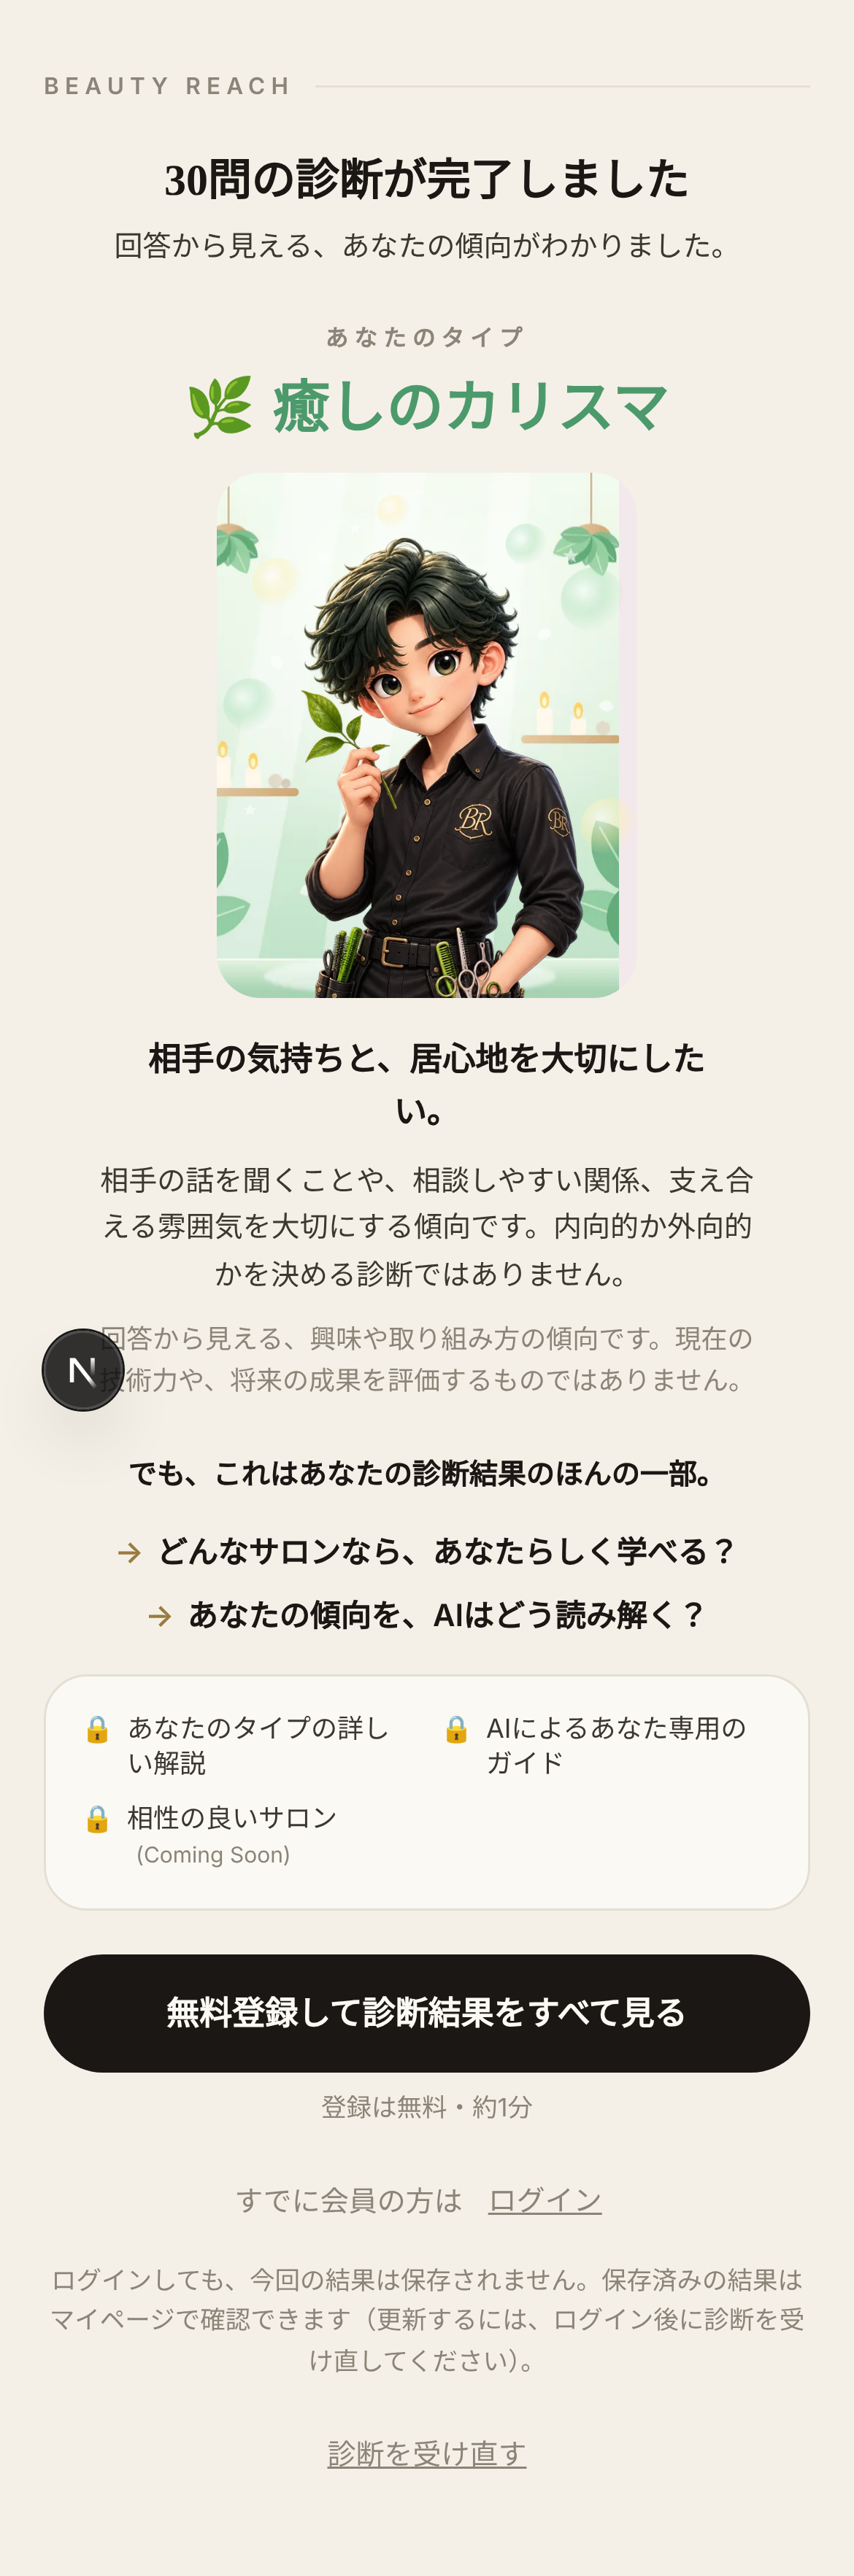 BEAUTY REACH
30問の診断が完了しました
回答から見える、あなたの傾向がわかりました。
あなたのタイプ
🌿 癒しのカリスマ
BR
BR
相手の気持ちと、居心地を大切にした
い。
相手の話を聞くことや、相談しやすい関係、支え合
える雰囲気を大切にする傾向です。内向的か外向的
かを決める診断ではありません。
回答から見える、興味や取り組み方の傾向です。現在の
N
技術力や、将来の成果を評価するものではありません。
でも、これはあなたの診断結果のほんの一部。
→ どんなサロンなら、あなたらしく学べる？
→ あなたの傾向を、AIはどう読み解く？
🔒 あなたのタイプの詳し
い解説
🔒 AIによるあなた専用の
ガイド
🔒 相性の良いサロン
（Coming Soon）
無料登録して診断結果をすべて見る
登録は無料・約1分
すでに会員の方は ログイン
ログインしても、今回の結果は保存されません。保存済みの結果は
マイページで確認できます（更新するには、ログイン後に診断を受
け直してください）。
診断を受け直す